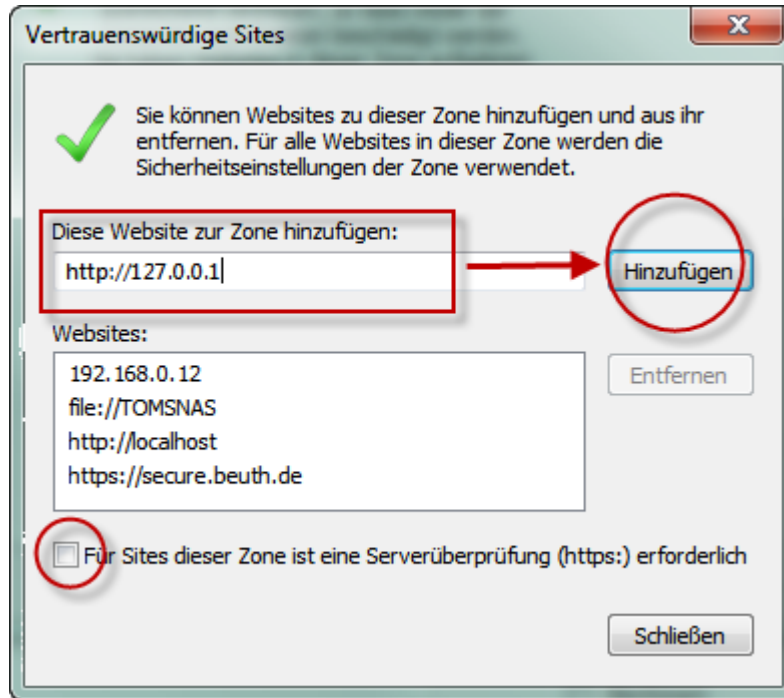 Vertrauenswürdige Sites
Sie können Websites zu dieser Zone hinzufügen und aus ihr
entfernen. Für alle Websites in dieser Zone werden die
Sicherheitseinstellungen der Zone verwendet.
Diese Website zur Zone hinzufügen:
http://127.0.0.1
Hinzufügen
Websites:
192.168.0.12
file://TOMSNAS
http://localhost
https://secure.beuth.de
Entfernen
Für Sites dieser Zone ist eine Serverüberprüfung (https:) erforderlich
Schließen